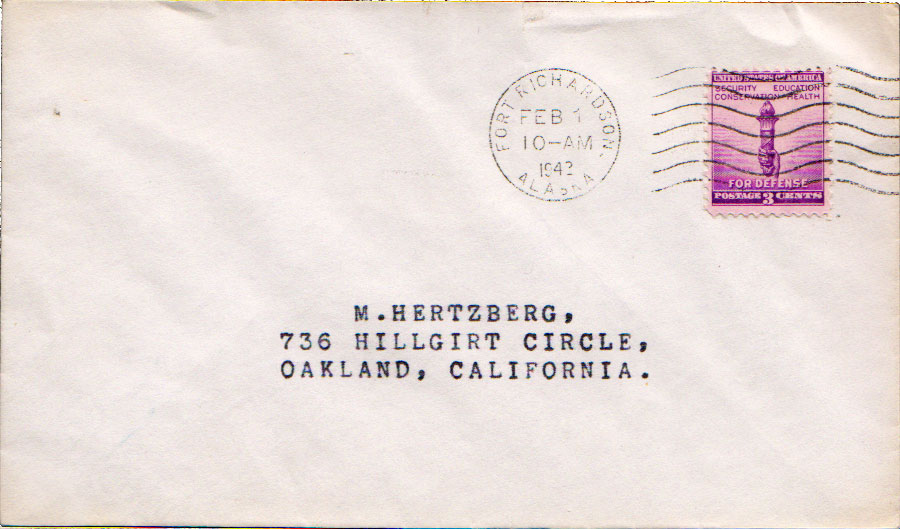 FORT RICHARDSON.
FEB 1
10-AM
1942
ALASKA
UNITED STATES OF AMERICA
SECURITY EDUCATION
CONSERVATION HEALTH
FOR DEFENSE
POSTAGE 3 CENTS
M.HERTZBERG,
736 HILLGIRT CIRCLE,
OAKLAND, CALIFORNIA.